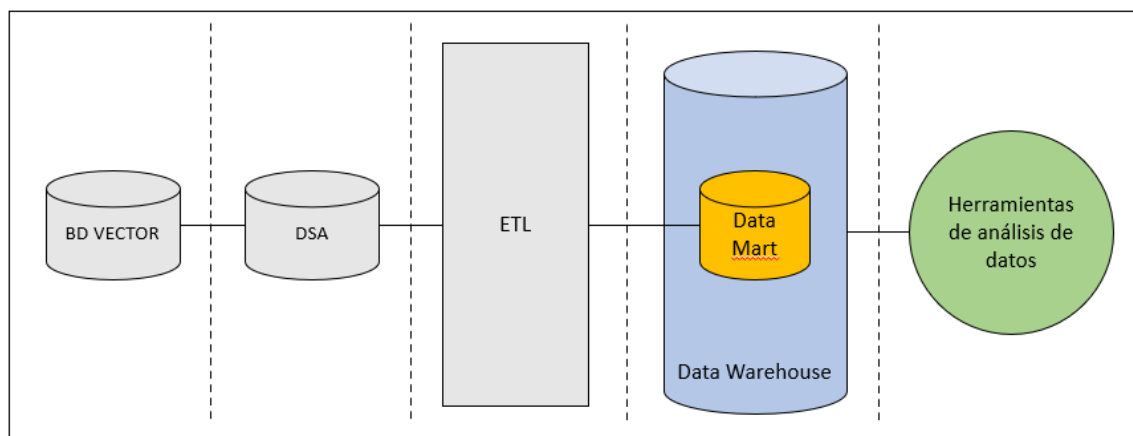 BD VECTOR
DSA
ETL
Data
Mart
Data Warehouse
Herramientas
de análisis de
datos